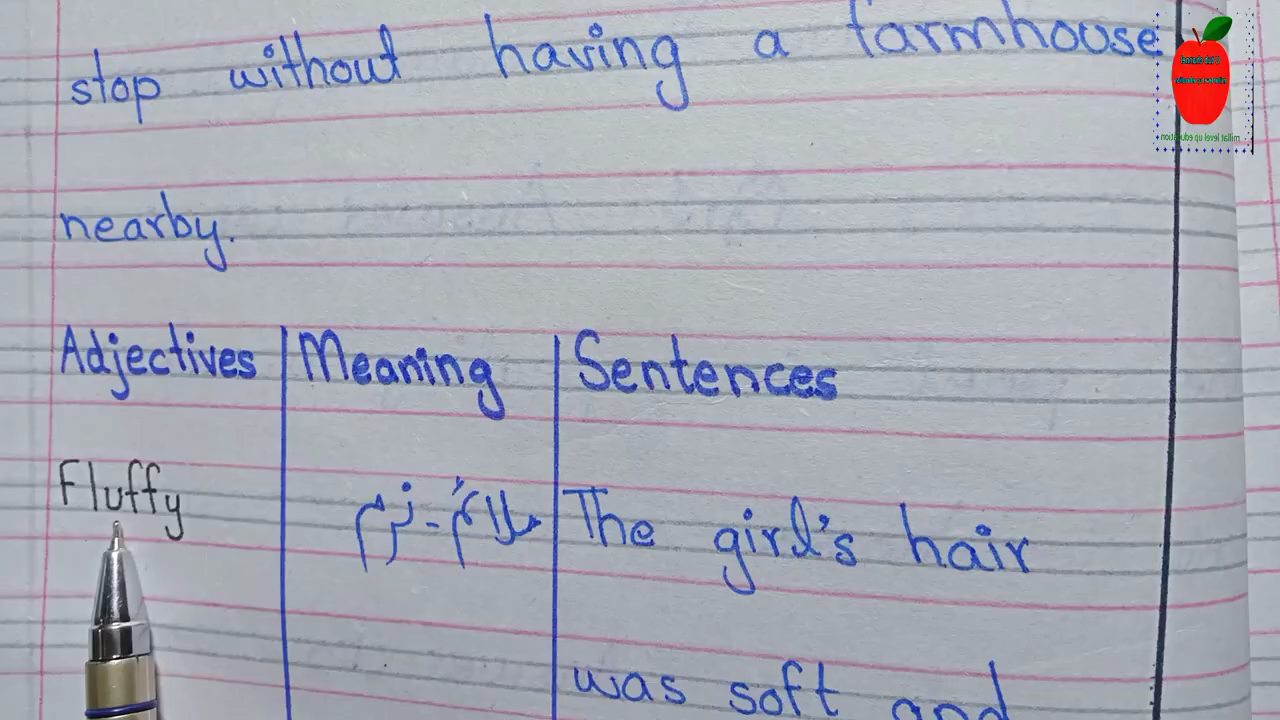 stop without having a farmhouse
nearby.
Adjectives Meaning Sentences
Fluffy ملائم - نرم The girl's hair
was soft and